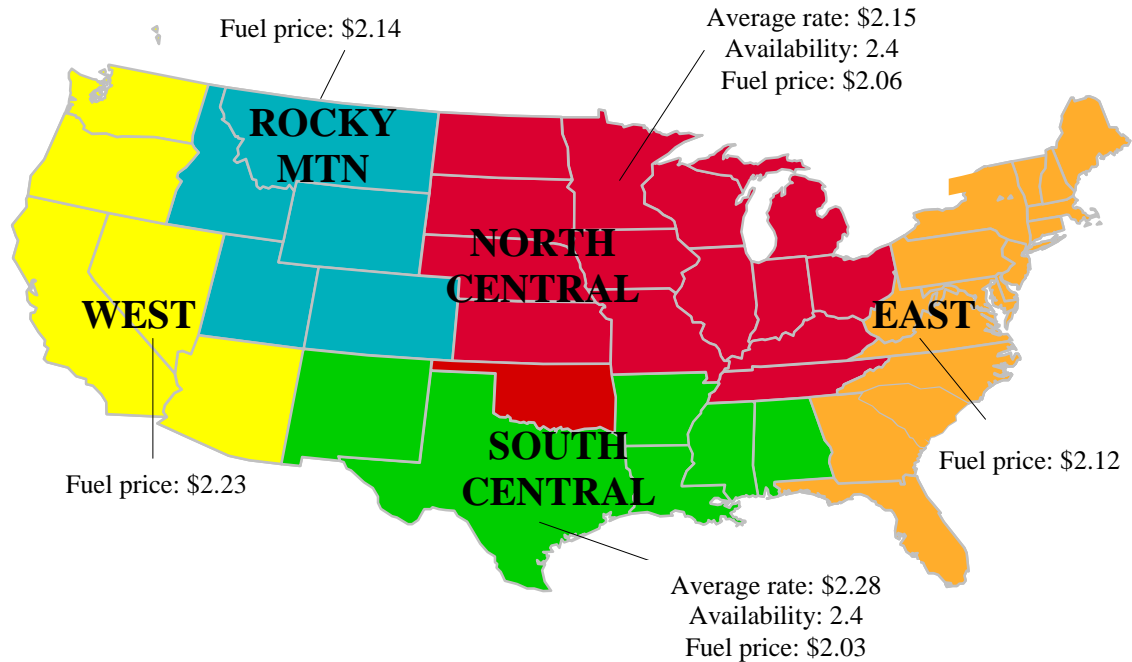 Fuel price: $2.14
Average rate: $2.15
Availability: 2.4
Fuel price: $2.06
ROCKY
MTN
NORTH
CENTRAL
WEST
EAST
SOUTH
CENTRAL
Fuel price: $2.23
Fuel price: $2.12
Average rate: $2.28
Availability: 2.4
Fuel price: $2.03